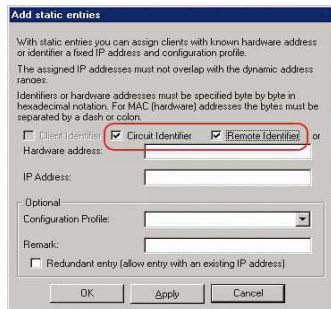 Add static entries
With static entries you can assign clients with known hardware address
or identifier a fixed IP address and configuration profile.
The assigned IP addresses must not overlap with the dynamic address
ranges.
Identifiers or hardware addresses must be specified byte by byte in
hexadecimal notation. For MAC (hardware) addresses the bytes must be
separated by a dash or colon.
Client Identifier Circuit Identifier Remote Identifier or
Hardware address:
IP Address:
Optional
Configuration Profile:
Remark:
Redundant entry (allow entry with an existing IP address)
OK Apply Cancel